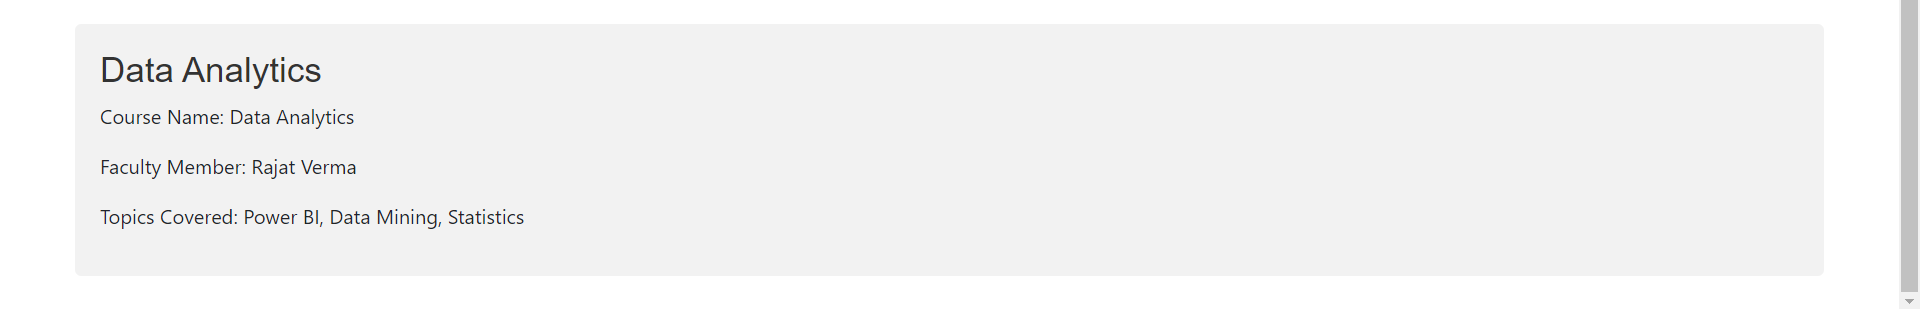 Data Analytics
Course Name: Data Analytics
Faculty Member: Rajat Verma
Topics Covered: Power BI, Data Mining, Statistics